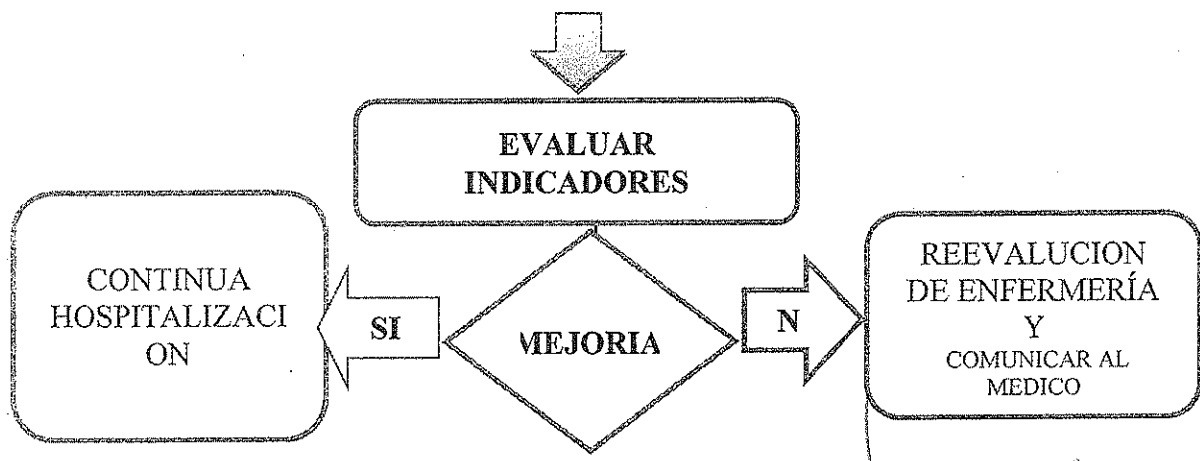 EVALUAR
INDICADORES
CONTINUA
HOSPITALIZACI
ON
SI
MEJORIA
N
REEVALUCION
DE ENFERMERÍA
Y
COMUNICAR AL
MEDICO